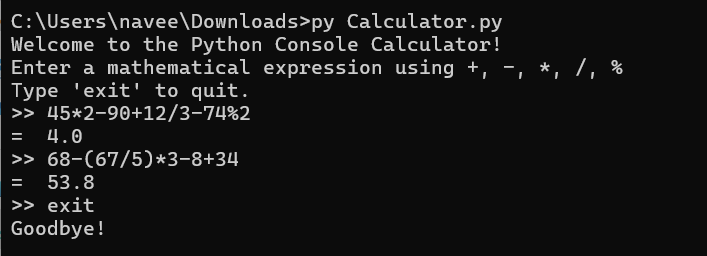 C:\Users\navee\Downloads>py Calculator.py
Welcome to the Python Console Calculator!
Enter a mathematical expression using +, -, *, /, %
Type 'exit' to quit.
>> 45*2-90+12/3-74%2
=  4.0
>> 68-(67/5)*3-8+34
=  53.8
>> exit
Goodbye!